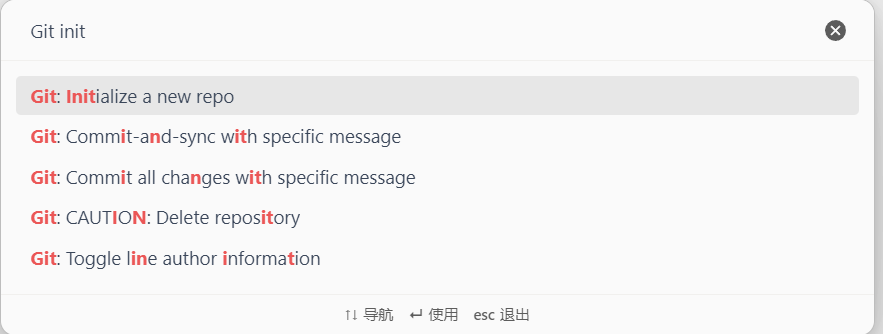 Git init
Git: Initialize a new repo
Git: Commit-and-sync with specific message
Git: Commit all changes with specific message
Git: CAUTION: Delete repository
Git: Toggle line author information
↑↓ 导航 ↵ 使用 esc 退出